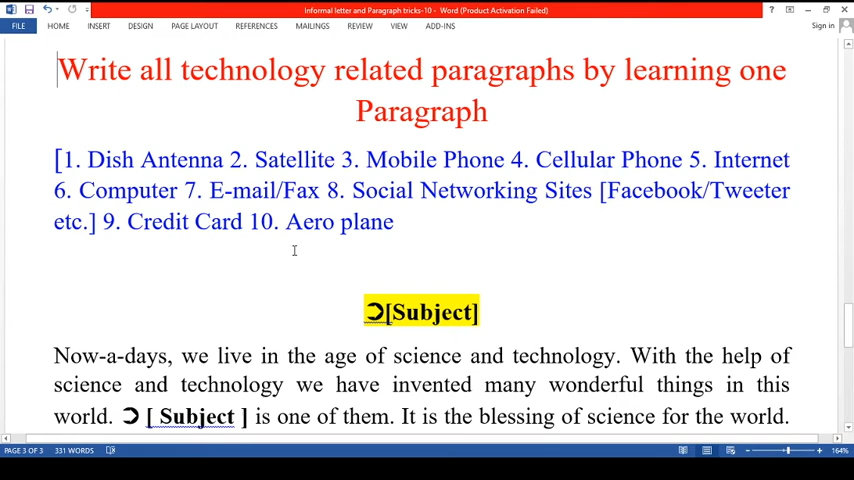 Informal letter and Paragraph tricks-10 - Word (Product Activation Failed)
FILE HOME INSERT DESIGN PAGE LAYOUT REFERENCES MAILINGS REVIEW VIEW ADD-INS Sign in
Write all technology related paragraphs by learning one
Paragraph
[1. Dish Antenna 2. Satellite 3. Mobile Phone 4. Cellular Phone 5. Internet
6. Computer 7. E-mail/Fax 8. Social Networking Sites [Facebook/Tweeter
etc.] 9. Credit Card 10. Aero plane
➲[Subject]
Now-a-days, we live in the age of science and technology. With the help of
science and technology we have invented many wonderful things in this
world. ➲ [ Subject ] is one of them. It is the blessing of science for the world.
PAGE 3 OF 3 331 WORDS 164%